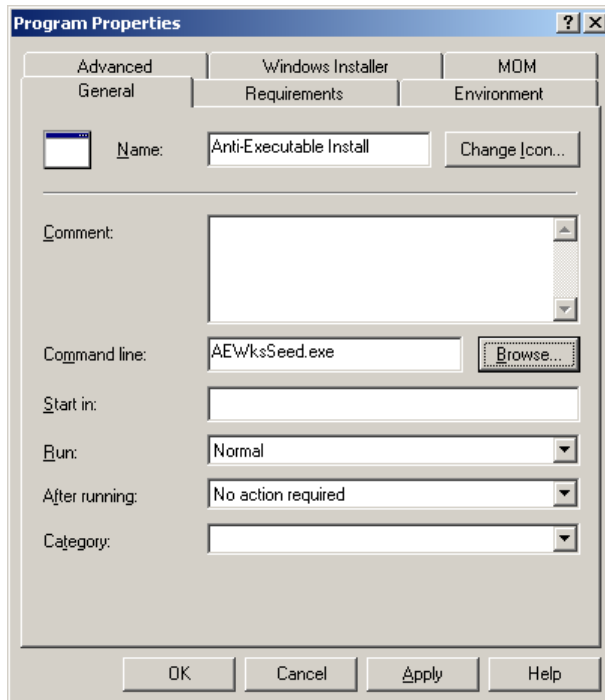 Program Properties
Advanced Windows Installer MOM
General Requirements Environment
Name: Anti-Executable Install Change Icon...
Comment:
Command line: AEWksSeed.exe Browse...
Start in:
Run: Normal
After running: No action required
Category:
OK Cancel Apply Help